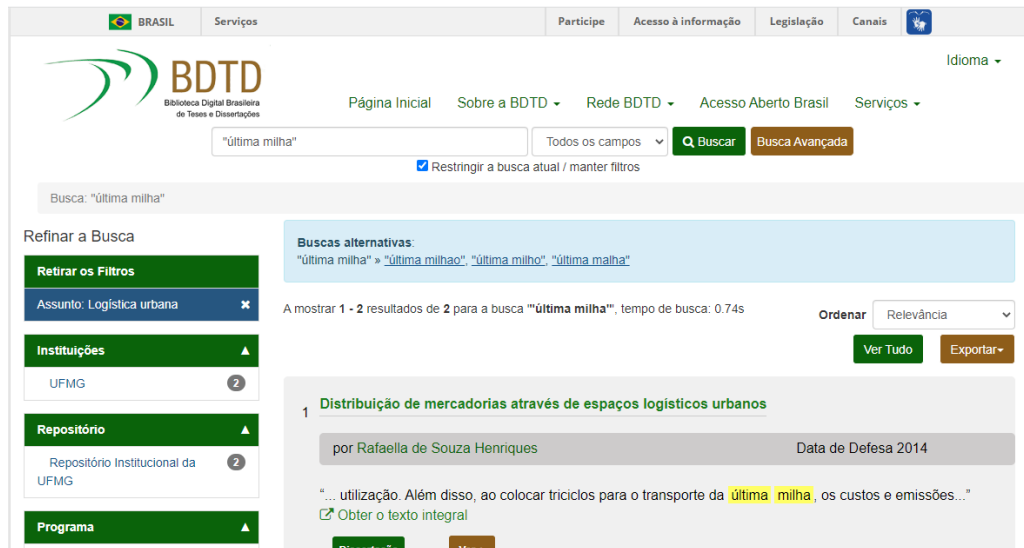 BRASIL Serviços Participe Acesso à informação Legislação Canais
Idioma
BDTD
Biblioteca Digital Brasileira
de Teses e Dissertações
Página Inicial Sobre a BDTD Rede BDTD Acesso Aberto Brasil Serviços
"última milha" Todos os campos Buscar Busca Avançada
Restringir a busca atual / manter filtros
Busca: "última milha"
Refinar a Busca
Retirar os Filtros
Assunto: Logística urbana ×
Instituições
UFMG 2
Repositório
Repositório Institucional da 2
UFMG
Programa
Buscas alternativas:
"última milha" » "última milhao", "última milho", "última malha"
A mostrar 1 - 2 resultados de 2 para a busca '"última milha"', tempo de busca: 0.74s
Ordenar Relevância
Ver Tudo Exportar
1 Distribuição de mercadorias através de espaços logísticos urbanos
por Rafaella de Souza Henriques Data de Defesa 2014
"... utilização. Além disso, ao colocar triciclos para o transporte da última milha, os custos e emissões..."
Obter o texto integral